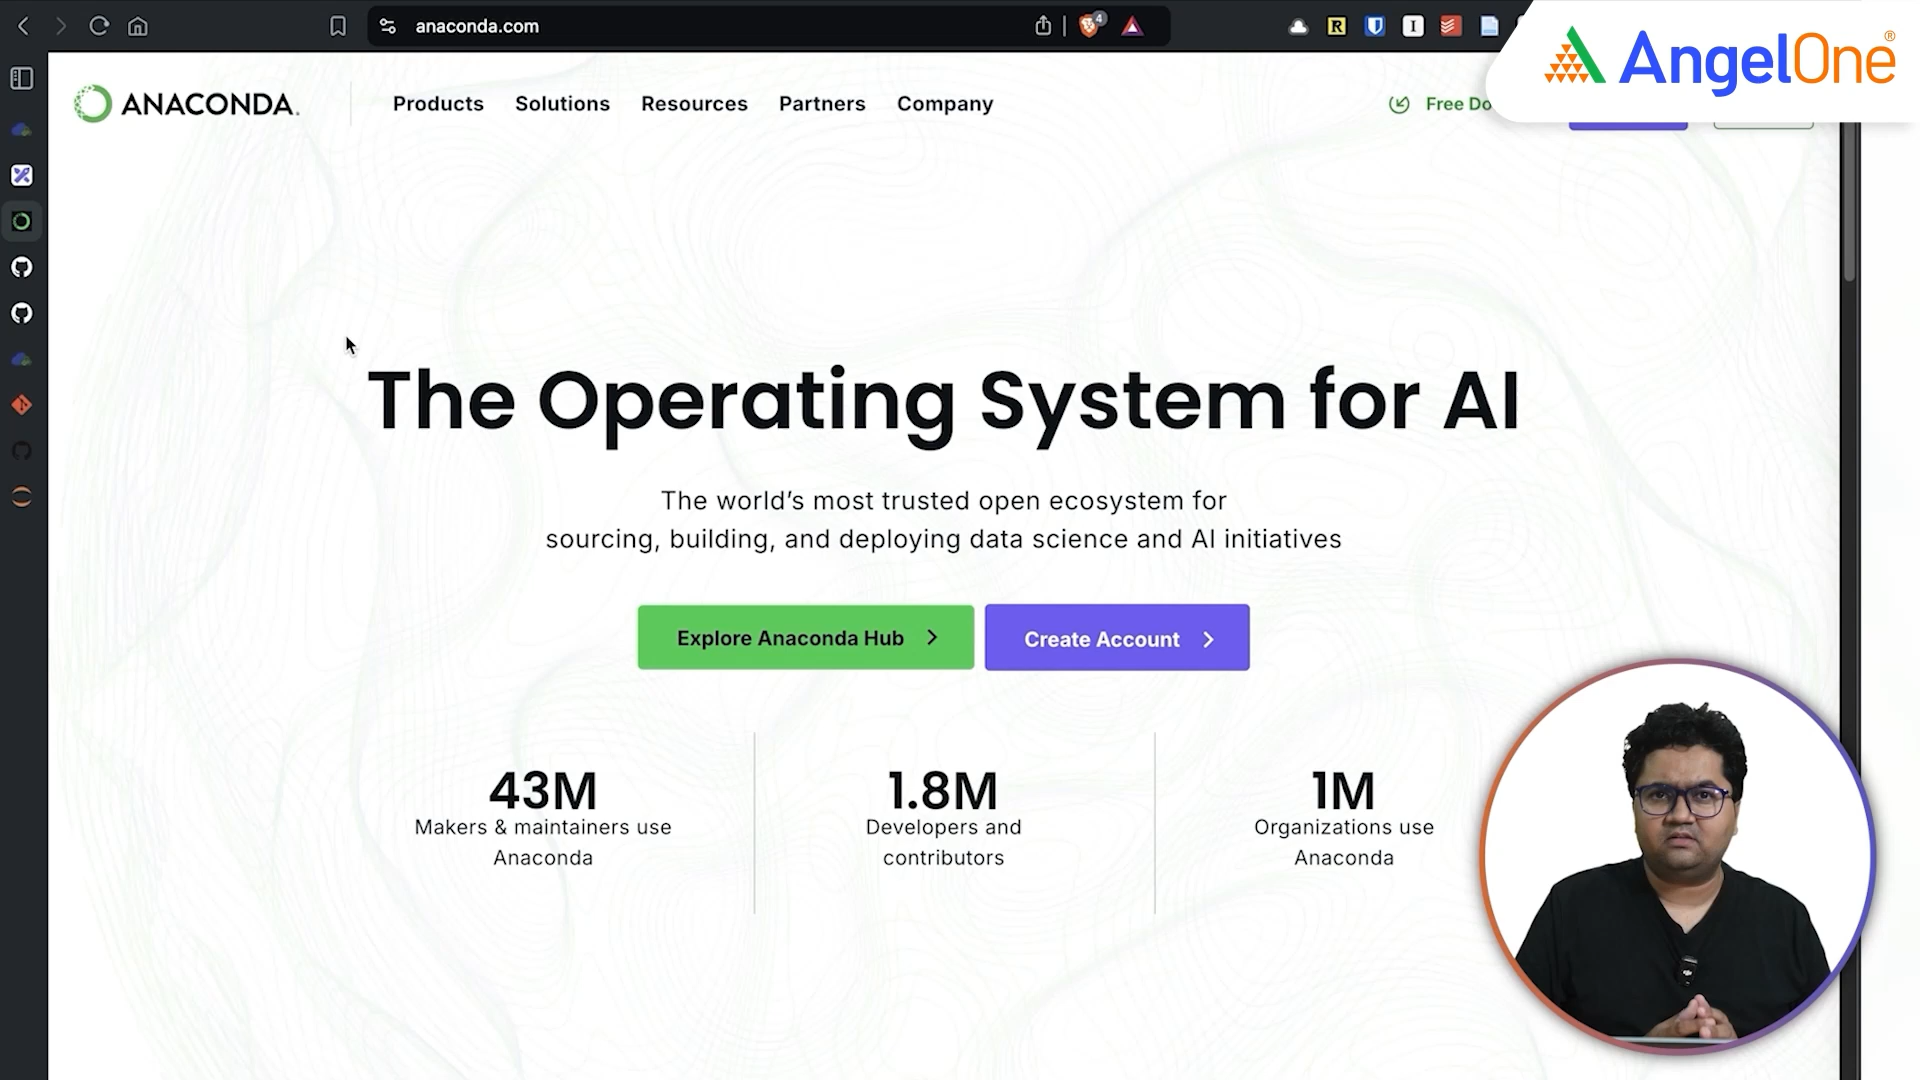 anaconda.com
4
R
I
AngelOne®
ANACONDA.
Products
Solutions
Resources
Partners
Company
Free
The Operating System for AI
The world's most trusted open ecosystem for
sourcing, building, and deploying data science and AI initiatives
Explore Anaconda Hub
Create Account
43M
Makers & maintainers use
Anaconda
1.8M
Developers and
contributors
1M
Organizations use
Anaconda